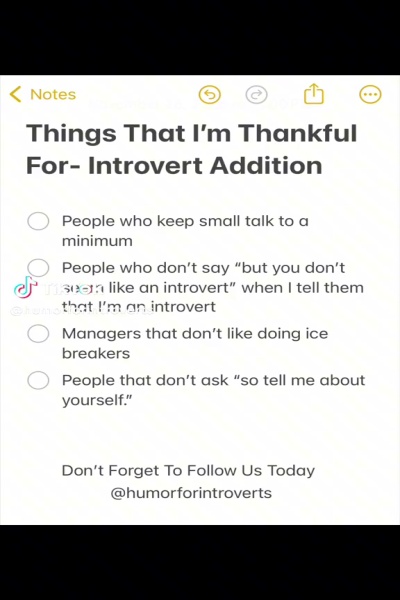 Notes
Things That I'm Thankful
For- Introvert Addition
People who keep small talk to a
minimum
People who don't say "but you don't
like an introvert" when I tell them
that I'm an introvert
Managers that don't like doing ice
breakers
People that don't ask "so tell me about
yourself."
Don't Forget To Follow Us Today
@humorforintroverts